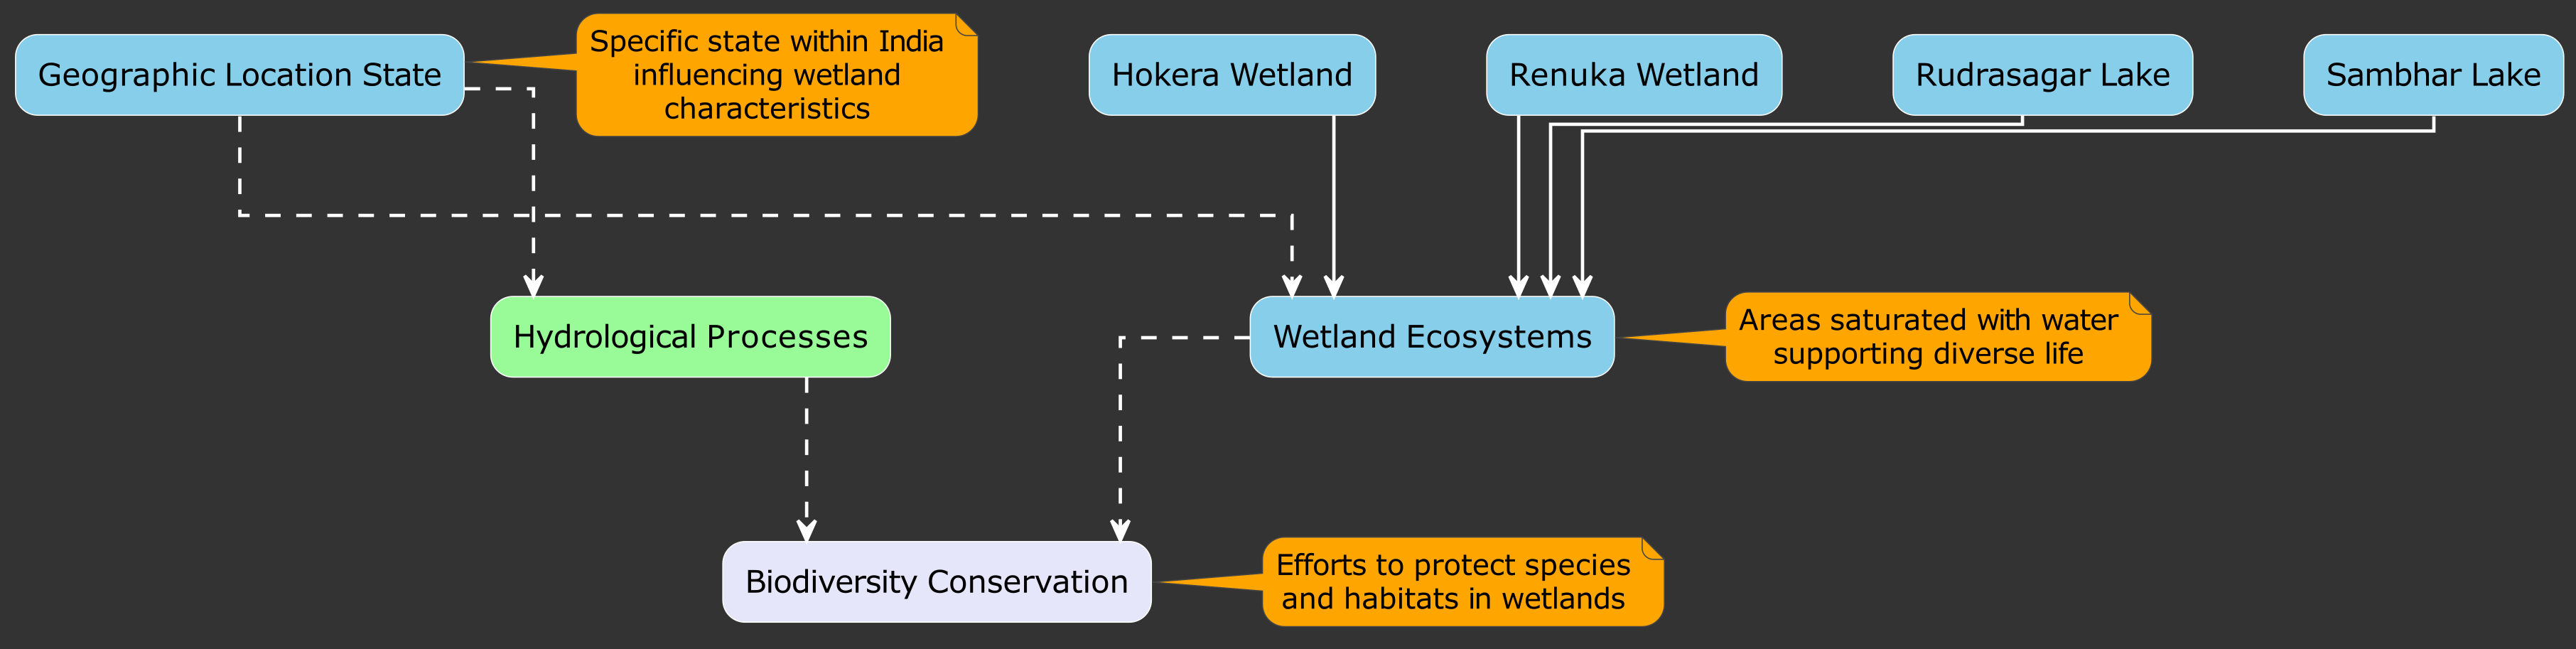 Geographic Location State
Specific state within India
influencing wetland
characteristics
Hokera Wetland
Renuka Wetland
Rudrasagar Lake
Sambhar Lake
Hydrological Processes
Wetland Ecosystems
Areas saturated with water
supporting diverse life
Biodiversity Conservation
Efforts to protect species
and habitats in wetlands